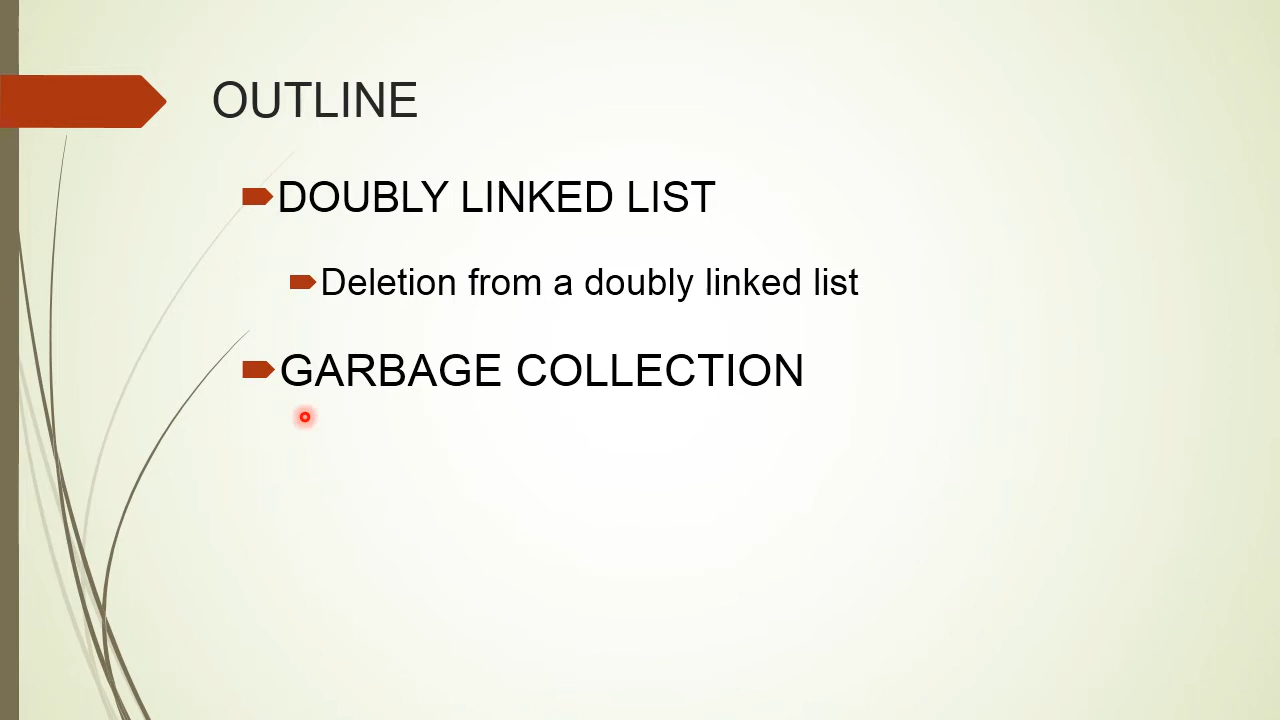 OUTLINE
DOUBLY LINKED LIST
Deletion from a doubly linked list
GARBAGE COLLECTION